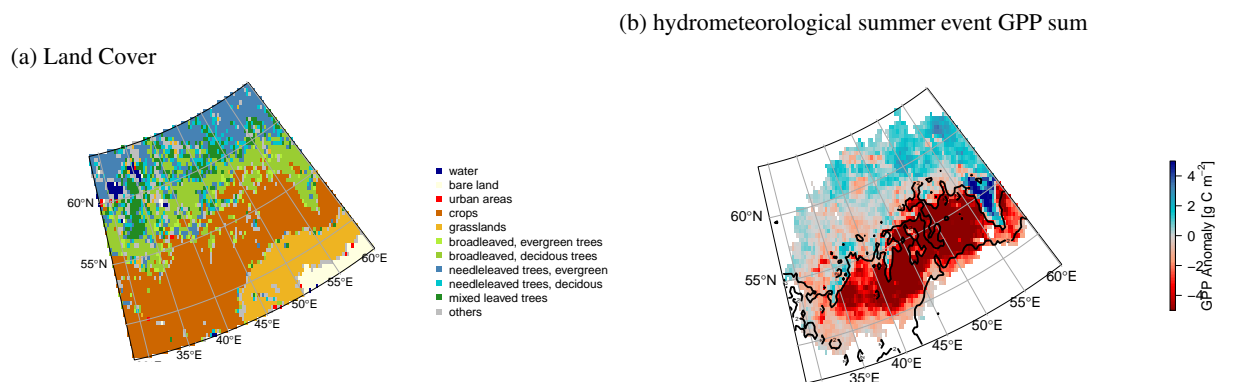 (b) hydrometeorological summer event GPP sum
(a) Land Cover
water
bare land
urban areas
crops
grasslands
broadleaved, evergreen trees
broadleaved, decidous trees
needleleaved trees, evergreen
needleleaved trees, decidous
mixed leaved trees
others
60°N
55°N
35°E
40°E
45°E
50°E
55°E
60°E
60°N
55°N
35°E
40°E
45°E
50°E
55°E
60°E
4
2
0
−2
−4
GPP Anomaly [g C m⁻²]